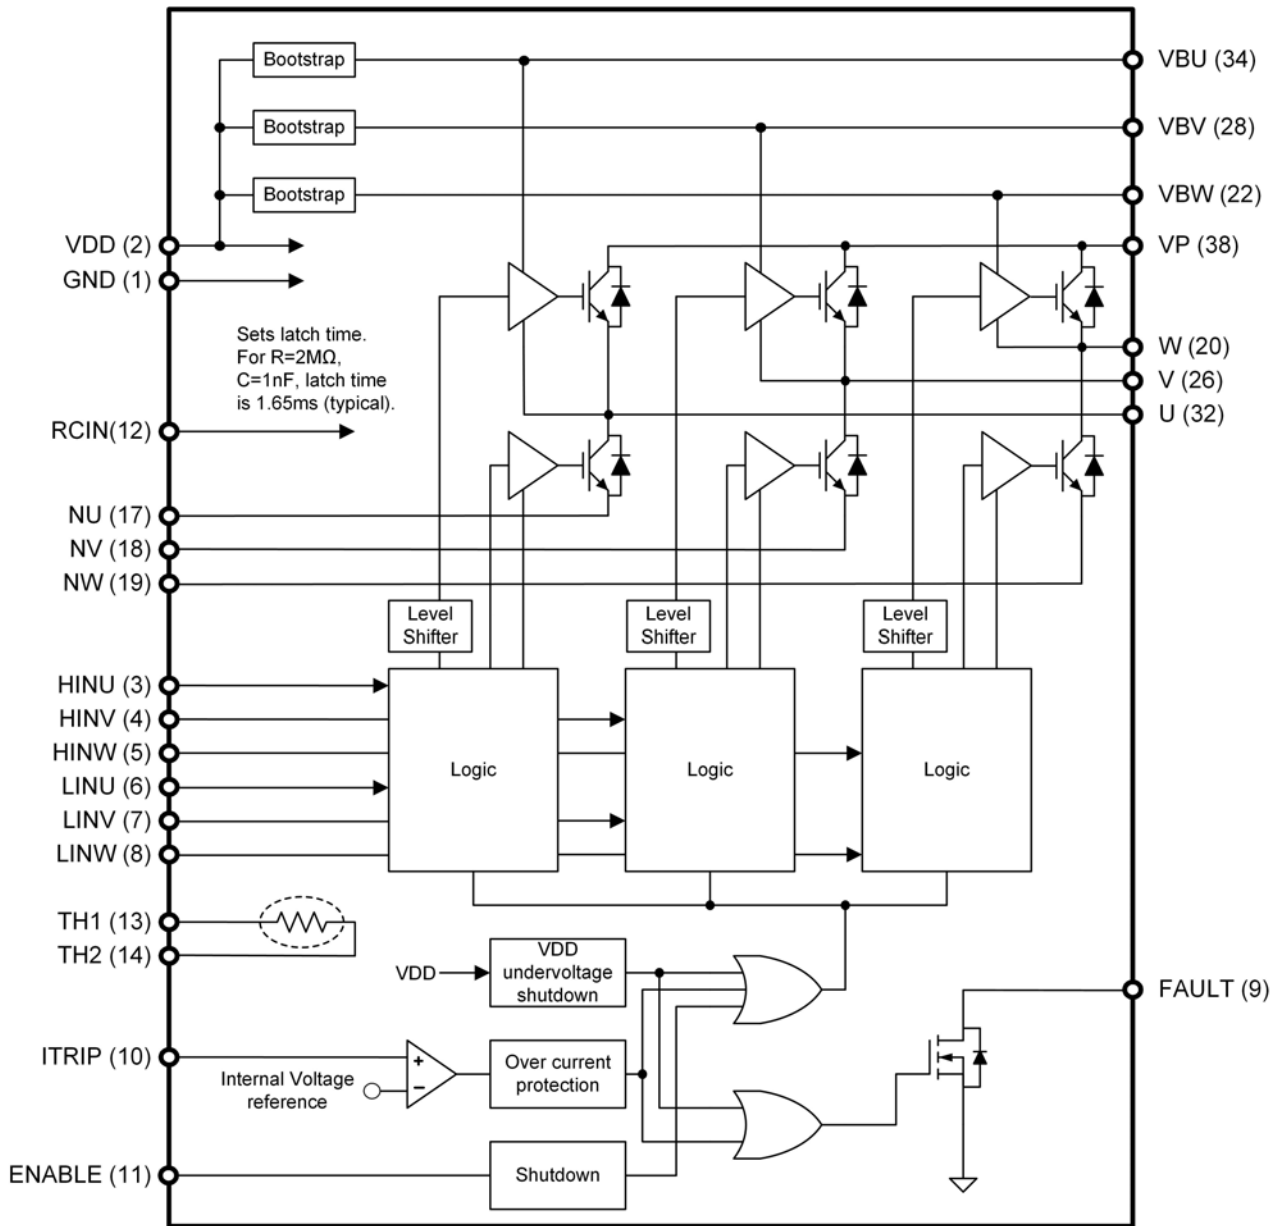 Bootstrap
VBU (34)
Bootstrap
VBV (28)
Bootstrap
VBW (22)
VDD (2)
VP (38)
GND (1)
Sets latch time.
For R=2MΩ,
C=1nF, latch time
is 1.65ms (typical).
W (20)
V (26)
U (32)
RCIN(12)
NU (17)
NV (18)
NW (19)
Level
Shifter
Level
Shifter
Level
Shifter
HINU (3)
HINV (4)
HINW (5)
LINU (6)
LINV (7)
LINW (8)
Logic
Logic
Logic
TH1 (13)
TH2 (14)
VDD
VDD
undervoltage
shutdown
FAULT (9)
ITRIP (10)
+
−
Internal Voltage
reference
Over current
protection
ENABLE (11)
Shutdown